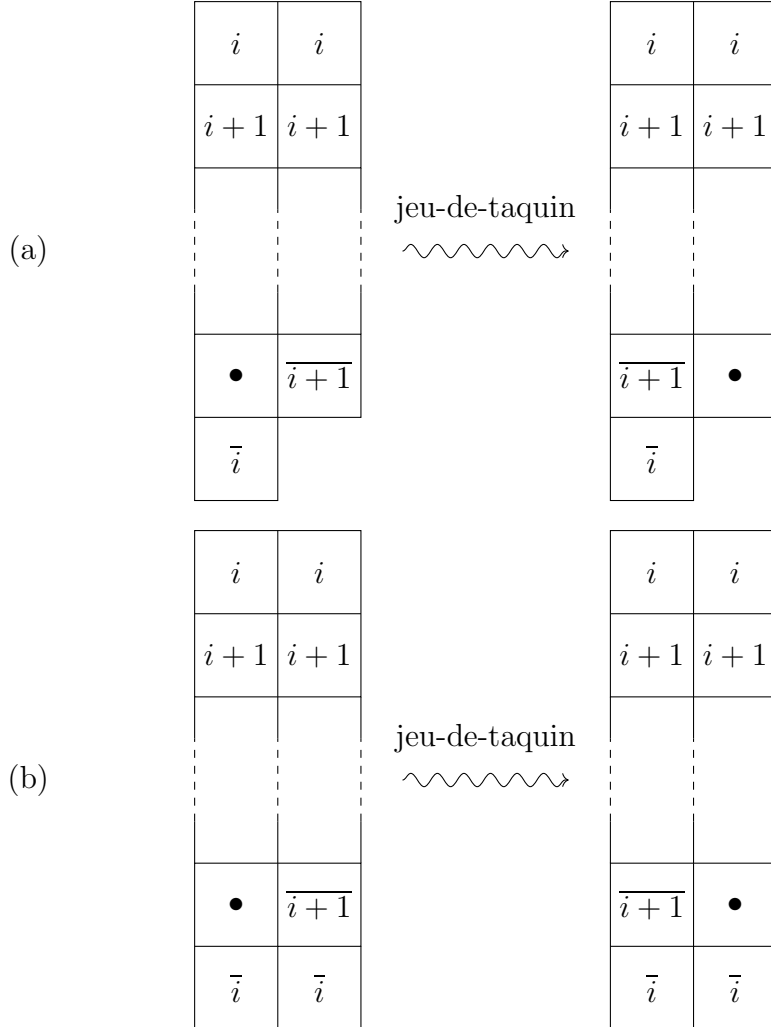 i i i i
i + 1 i + 1 i + 1 i + 1
jeu-de-taquin
(a)
• \overline{i + 1} \overline{i + 1} •
\overline{i} \overline{i}
i i i i
i + 1 i + 1 i + 1 i + 1
jeu-de-taquin
(b)
• \overline{i + 1} \overline{i + 1} •
\overline{i} \overline{i} \overline{i} \overline{i}